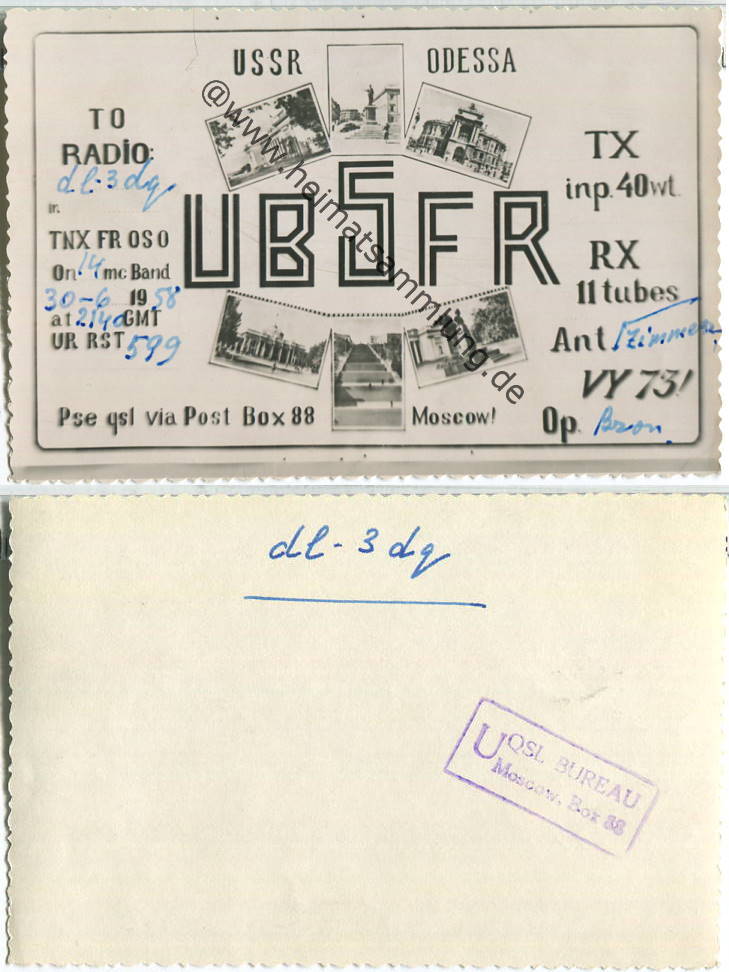 USSR ODESSA
TO
RADIO:
dl-3dq
in.
TNX FR QSO
On 14 mc Band
30-6 1958
at 2140 GMT
UR RST 599
UB5FR
TX
inp. 40 wt.
RX
11 tubes
Ant
VY 73!
Op. Bron.
Pse qsl via Post Box 88 Moscow!
@www.heimatsammlung.de
dl-3dq
U QSL BUREAU
Moscow, Box 88